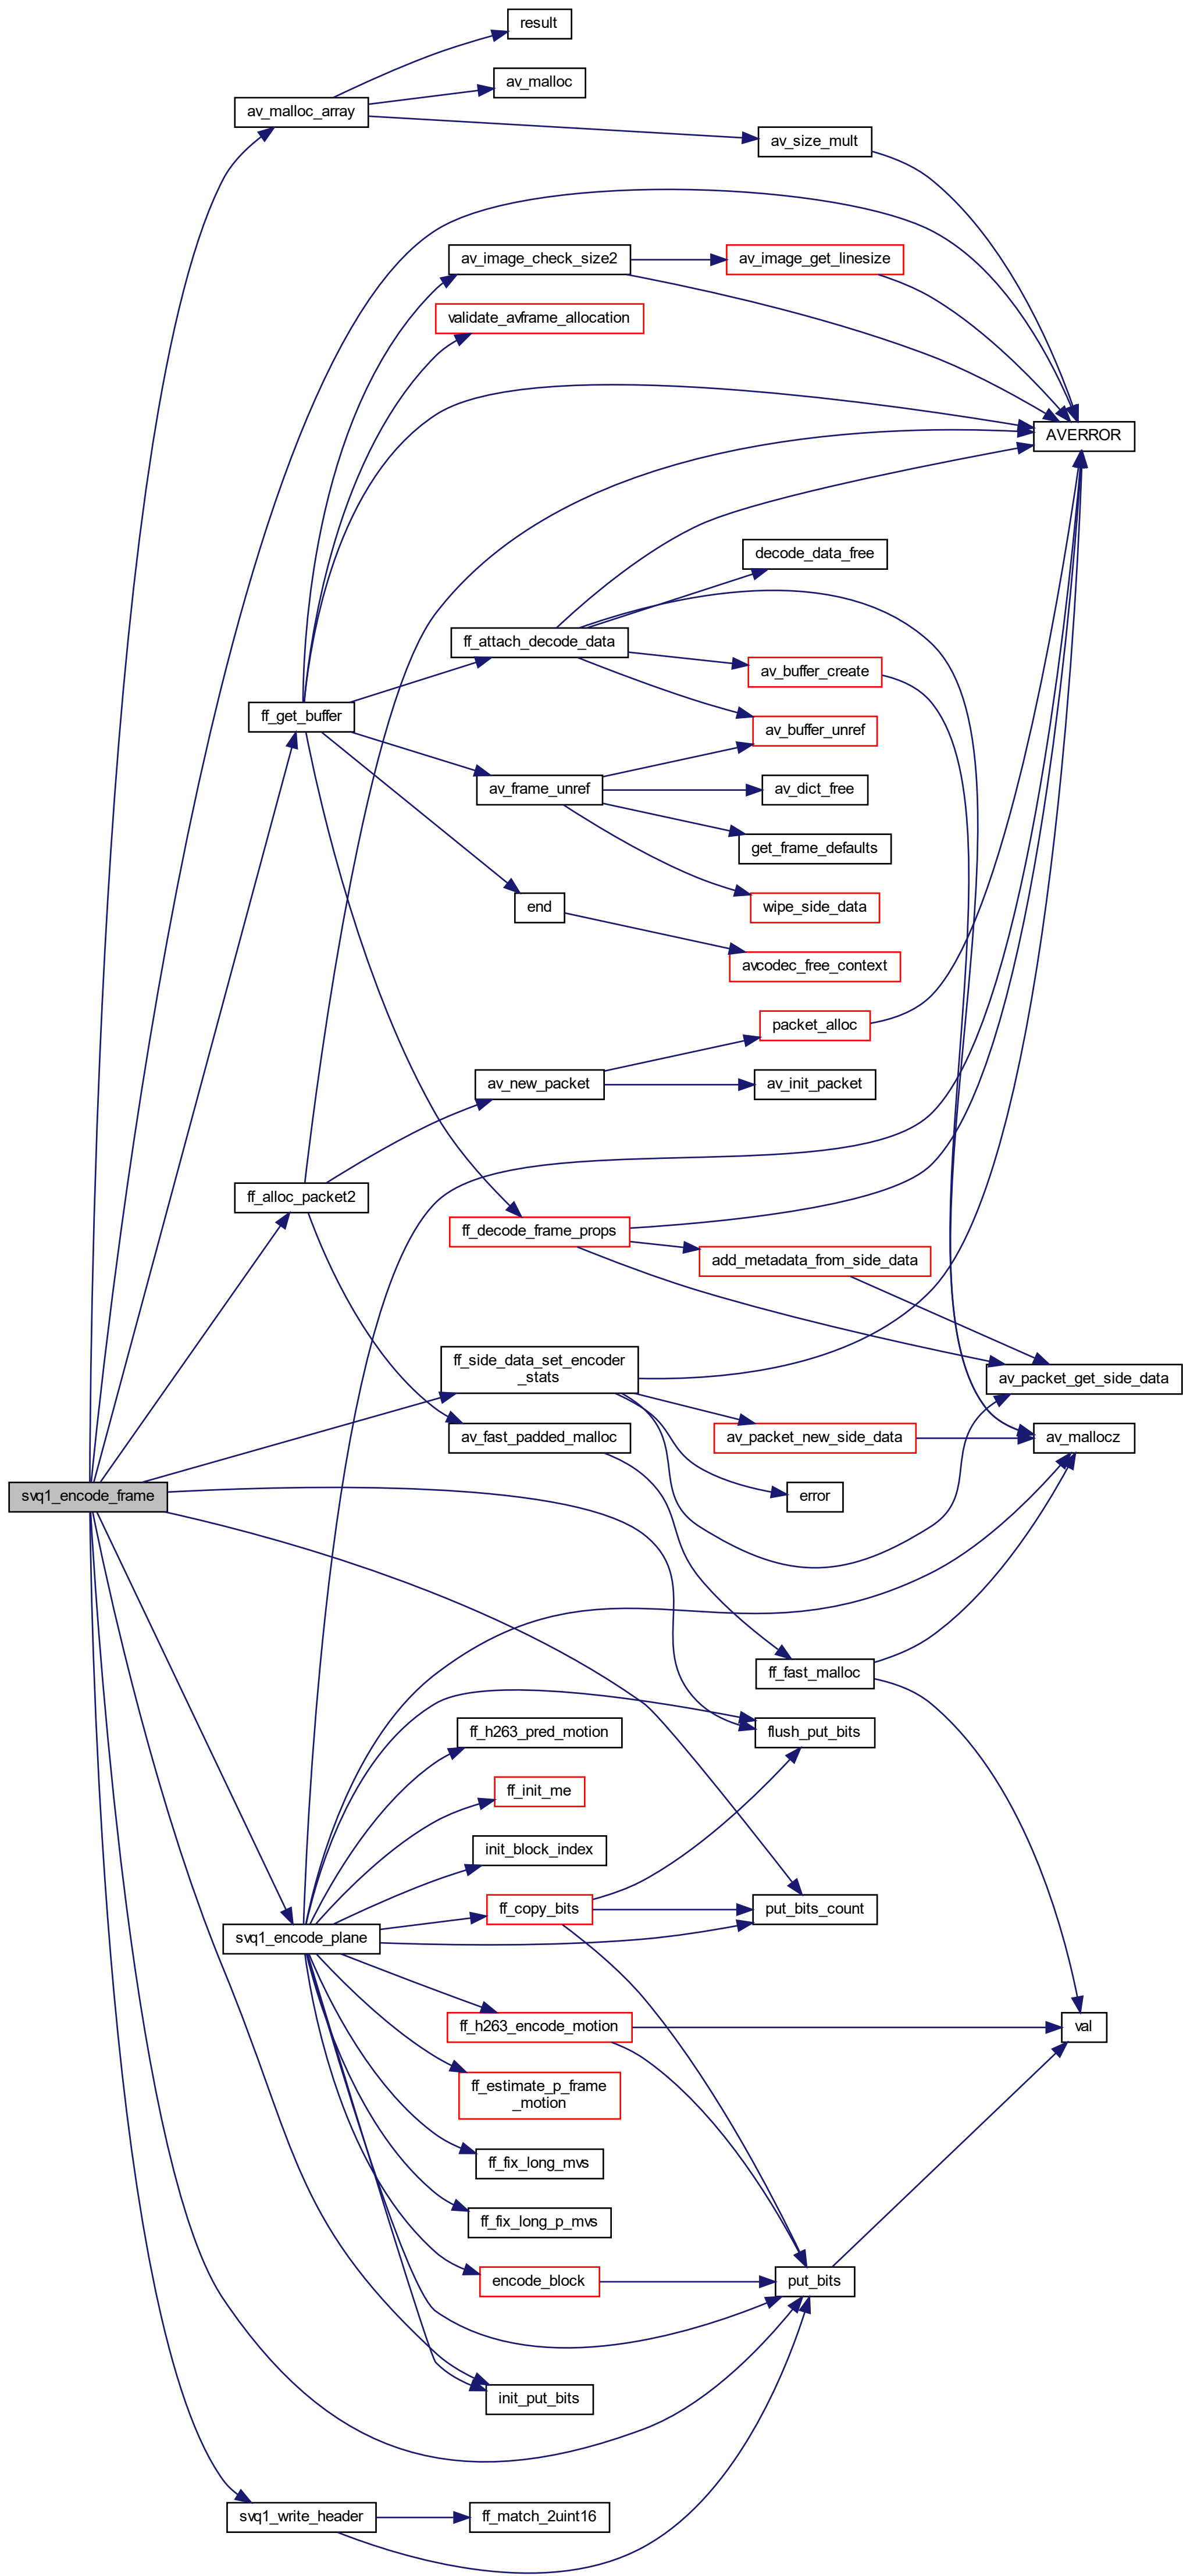 result
av_malloc
av_malloc_array
av_size_mult
av_image_check_size2
av_image_get_linesize
validate_avframe_allocation
AVERROR
decode_data_free
ff_attach_decode_data
av_buffer_create
ff_get_buffer
av_buffer_unref
av_frame_unref
av_dict_free
get_frame_defaults
end
wipe_side_data
avcodec_free_context
packet_alloc
av_new_packet
av_init_packet
ff_alloc_packet2
ff_decode_frame_props
add_metadata_from_side_data
ff_side_data_set_encoder
_stats
av_packet_get_side_data
av_fast_padded_malloc
av_packet_new_side_data
av_mallocz
svq1_encode_frame
error
ff_fast_malloc
ff_h263_pred_motion
flush_put_bits
ff_init_me
init_block_index
ff_copy_bits
put_bits_count
svq1_encode_plane
ff_h263_encode_motion
val
ff_estimate_p_frame
_motion
ff_fix_long_mvs
ff_fix_long_p_mvs
encode_block
put_bits
init_put_bits
svq1_write_header
ff_match_2uint16